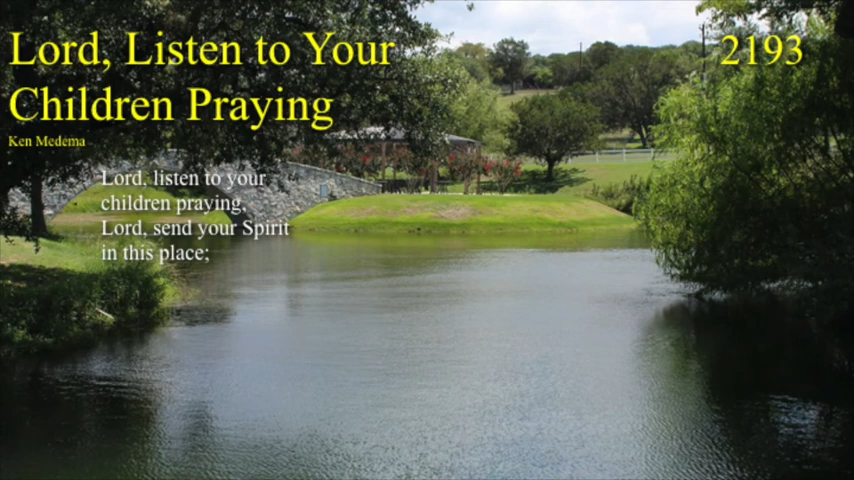 Lord, Listen to Your
2193
Children Praying
Ken Medema
Lord, listen to your
children praying,
Lord, send your Spirit
in this place;